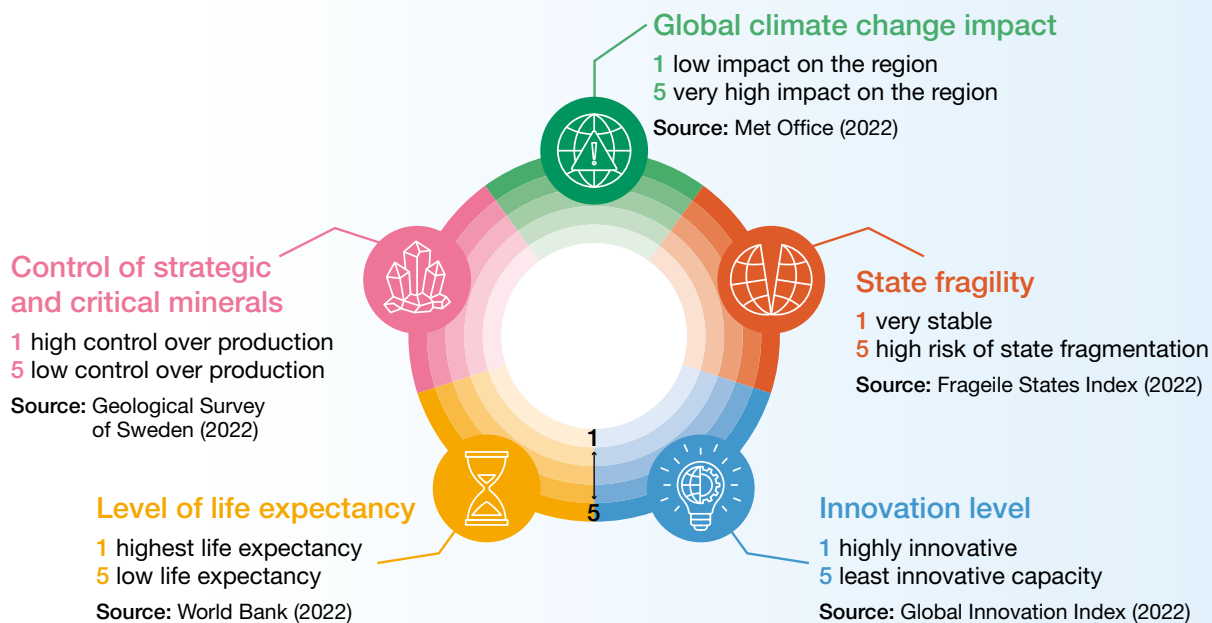 Global climate change impact
1 low impact on the region
5 very high impact on the region
Source: Met Office (2022)
Control of strategic
and critical minerals
1 high control over production
5 low control over production
Source: Geological Survey
of Sweden (2022)
State fragility
1 very stable
5 high risk of state fragmentation
Source: Frageile States Index (2022)
1
5
Level of life expectancy
1 highest life expectancy
5 low life expectancy
Source: World Bank (2022)
Innovation level
1 highly innovative
5 least innovative capacity
Source: Global Innovation Index (2022)